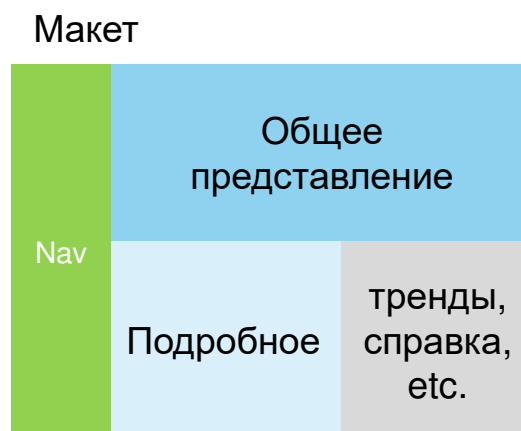 Макет
Общее
представление
Nav
Подробное
тренды,
справка,
etc.